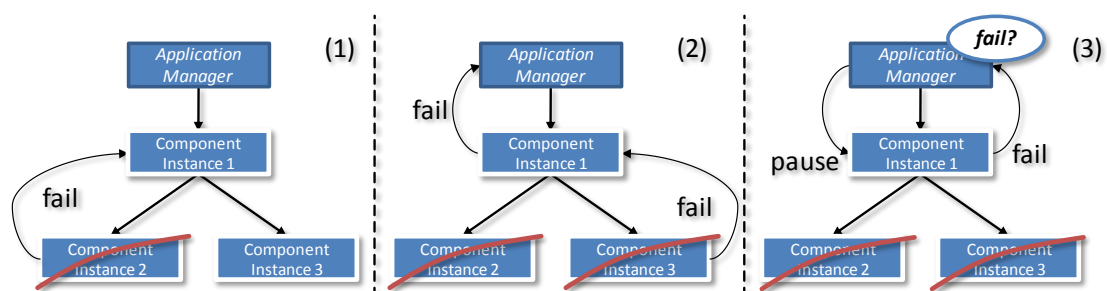 (1)
Application
Manager
Component
Instance 1
fail
Component
Instance 2
Component
Instance 3
(2)
Application
Manager
fail
Component
Instance 1
fail
Component
Instance 2
Component
Instance 3
fail?
(3)
Application
Manager
Component
Instance 1
pause
fail
Component
Instance 2
Component
Instance 3